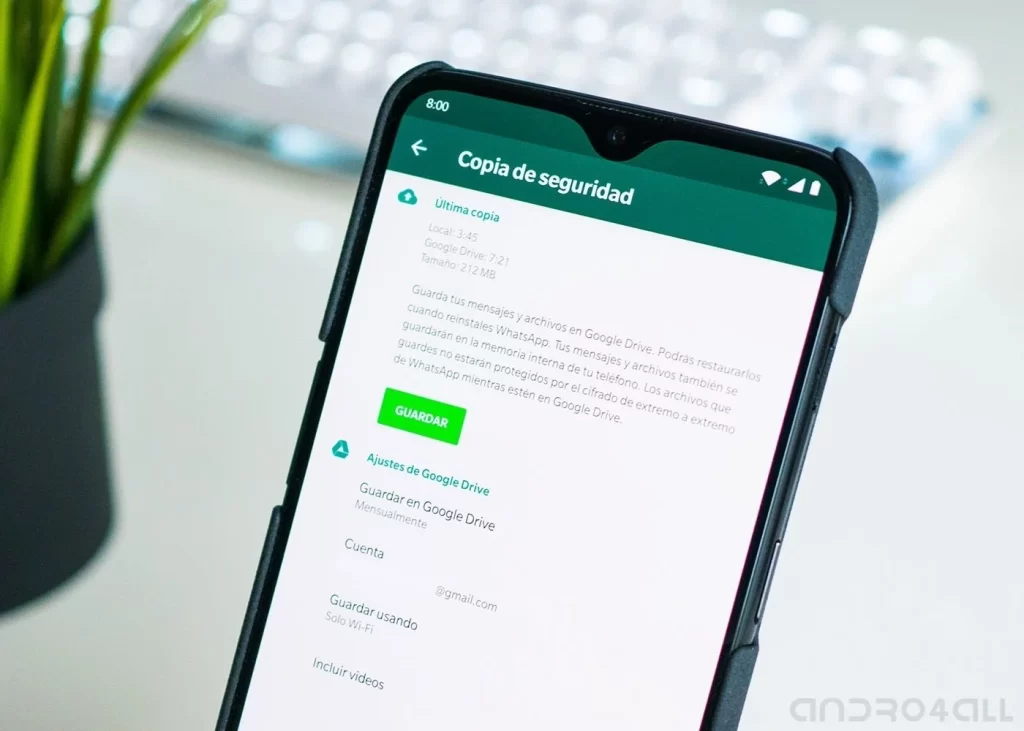 8:00
Copia de seguridad
Última copia
Local: 3:45
Google Drive: 7:21
Tamaño: 212 MB
Guarda tus mensajes y archivos en Google Drive. Podrás restaurarlos
cuando reinstales WhatsApp. Tus mensajes y archivos también se
guardarán en la memoria interna de tu teléfono. Los archivos que
guardes no estarán protegidos por el cifrado de extremo a extremo
de WhatsApp mientras estén en Google Drive.
GUARDAR
Ajustes de Google Drive
Guardar en Google Drive
Mensualmente
Cuenta
@gmail.com
Guardar usando
Solo Wi-Fi
Incluir videos
ANDRO4ALL